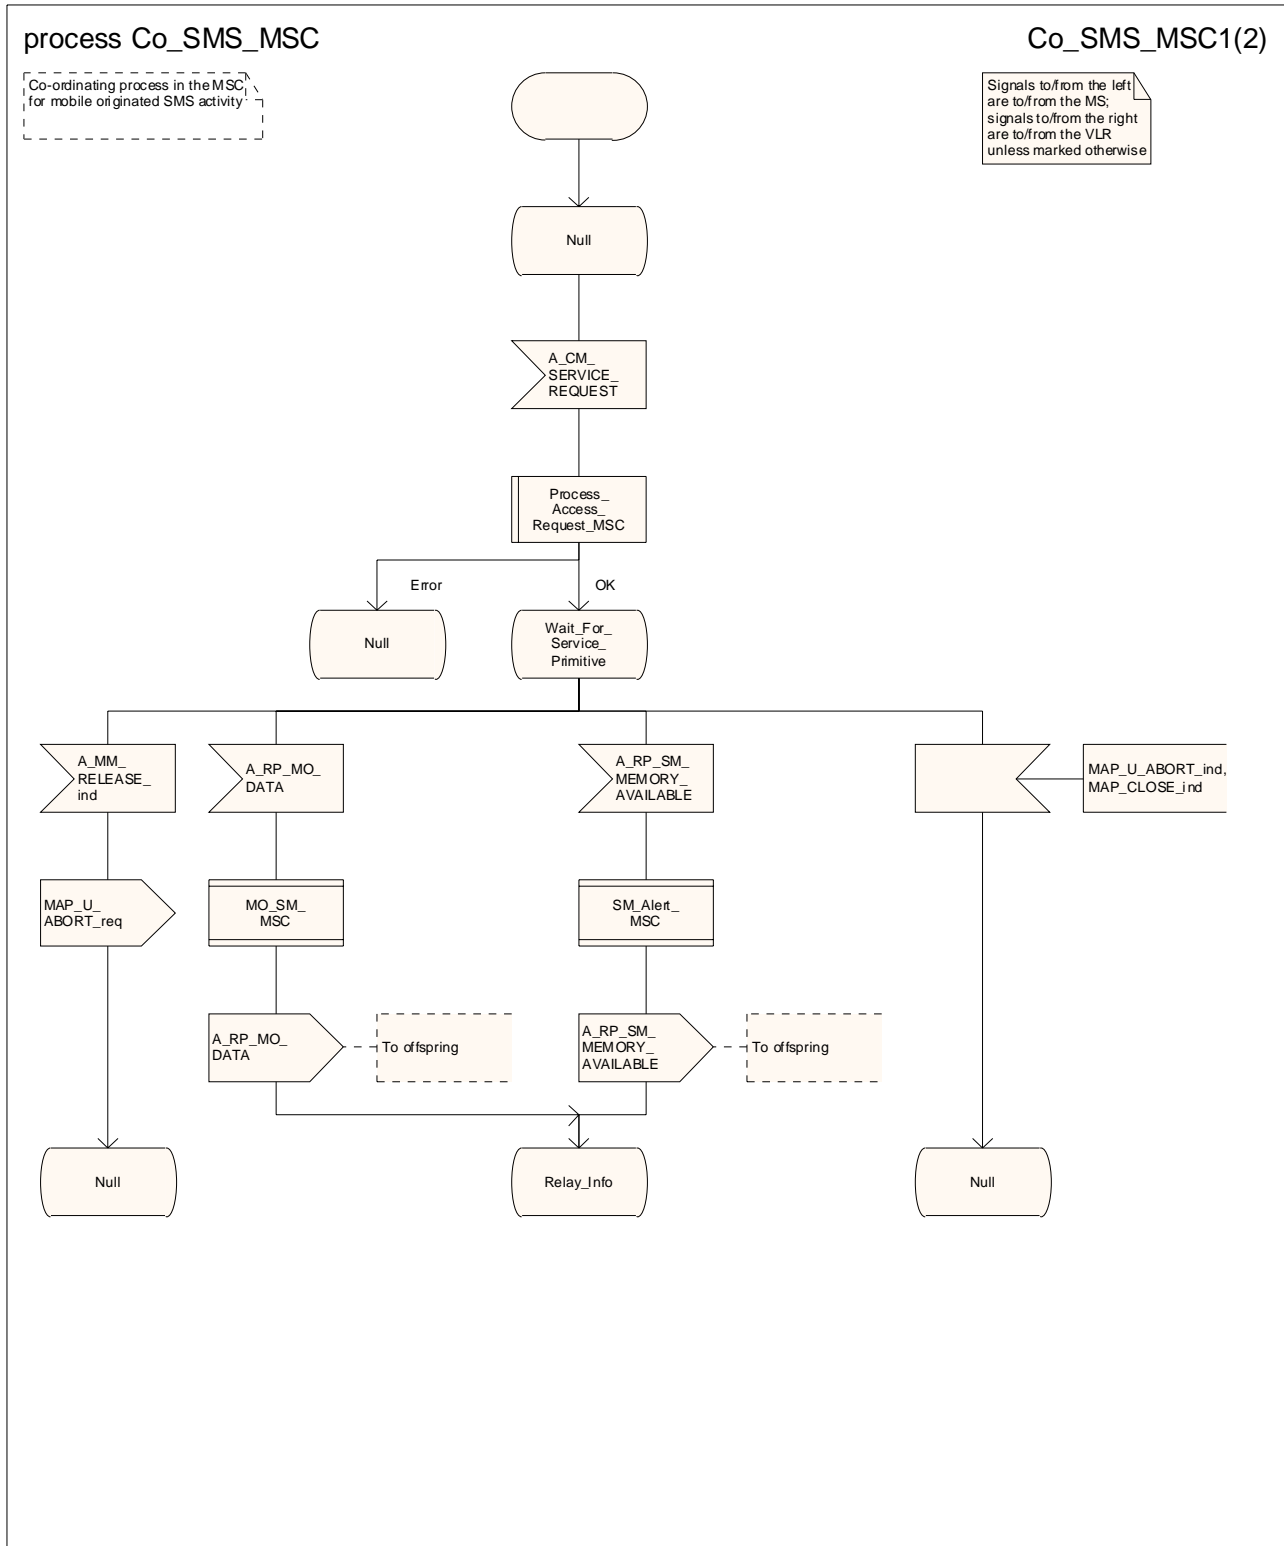 process Co_SMS_MSC
Co_SMS_MSC1(2)
Co-ordinating process in the MSC
for mobile originated SMS activity
Signals to/from the left
are to/from the MS;
signals to/from the right
are to/from the VLR
unless marked otherwise
Null
A_CM_
SERVICE_
REQUEST
Process_
Access_
Request_MSC
Error
OK
Null
Wait_For_
Service_
Primitive
A_MM_
RELEASE_
ind
A_RP_MO_
DATA
A_RP_SM_
MEMORY_
AVAILABLE
MAP_U_ABORT_ind,
MAP_CLOSE_ind
MAP_U_
ABORT_req
MO_SM_
MSC
SM_Alert_
MSC
A_RP_MO_
DATA
To offspring
A_RP_SM_
MEMORY_
AVAILABLE
To offspring
Null
Relay_Info
Null